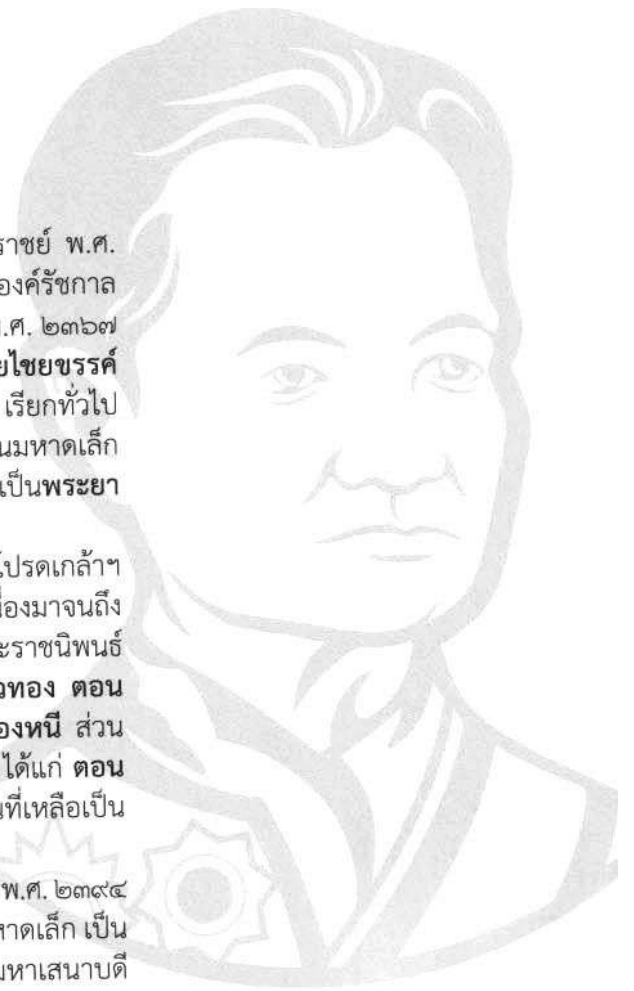 ราชย์ พ.ศ.
องค์รัชกาล
.ศ. ๒๓๖๗
ยไชยขรรค์
เรียกทั่วไป
นมหาดเล็ก
เป็นพระยา
โปรดเกล้าฯ
องมาจนถึง
ะราชนิพนธ์
วทอง ตอน
องหนี ส่วน
ได้แก่ ตอน
นที่เหลือเป็น
พ.ศ. ๒๓๙๔
หาดเล็ก เป็น
มหาเสนาบดี